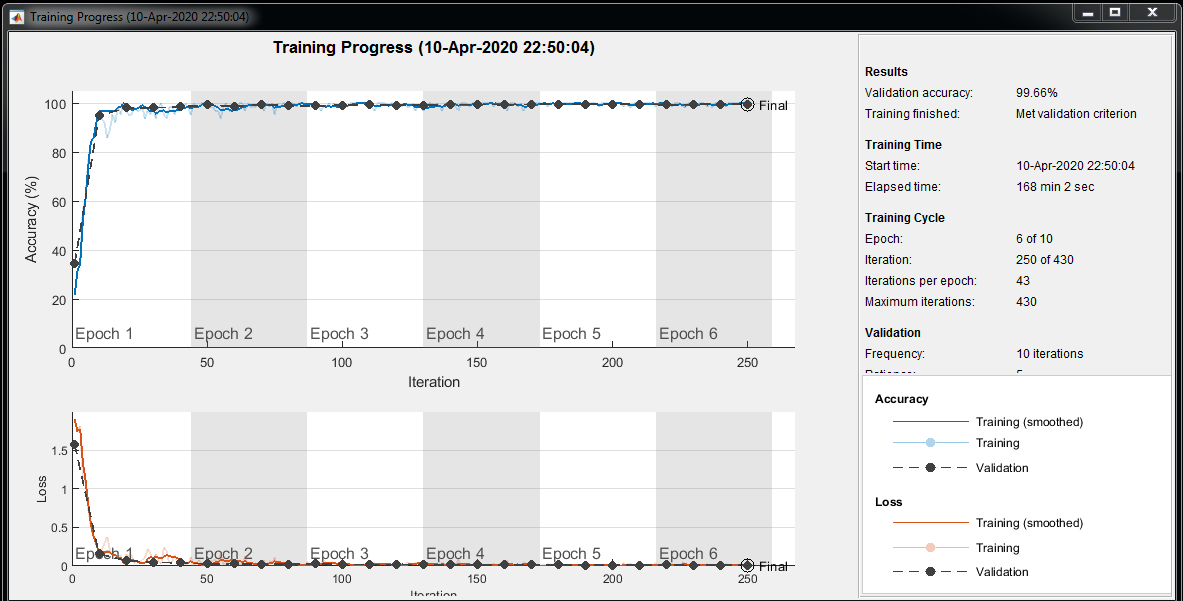 Training Progress (10-Apr-2020 22:50:04)
Training Progress (10-Apr-2020 22:50:04)
Accuracy (%)
100
80
60
40
20
0
Epoch 1
Epoch 2
Epoch 3
Epoch 4
Epoch 5
Epoch 6
Final
0
50
100
150
200
250
Iteration
Loss
1.5
1
0.5
0
Epoch 1
Epoch 2
Epoch 3
Epoch 4
Epoch 5
Epoch 6
Final
0
50
100
150
200
250
Iteration
Results
Validation accuracy: 99.66%
Training finished: Met validation criterion
Training Time
Start time: 10-Apr-2020 22:50:04
Elapsed time: 168 min 2 sec
Training Cycle
Epoch: 6 of 10
Iteration: 250 of 430
Iterations per epoch: 43
Maximum iterations: 430
Validation
Frequency: 10 iterations
Patience: 5
Accuracy
Training (smoothed)
Training
Validation
Loss
Training (smoothed)
Training
Validation